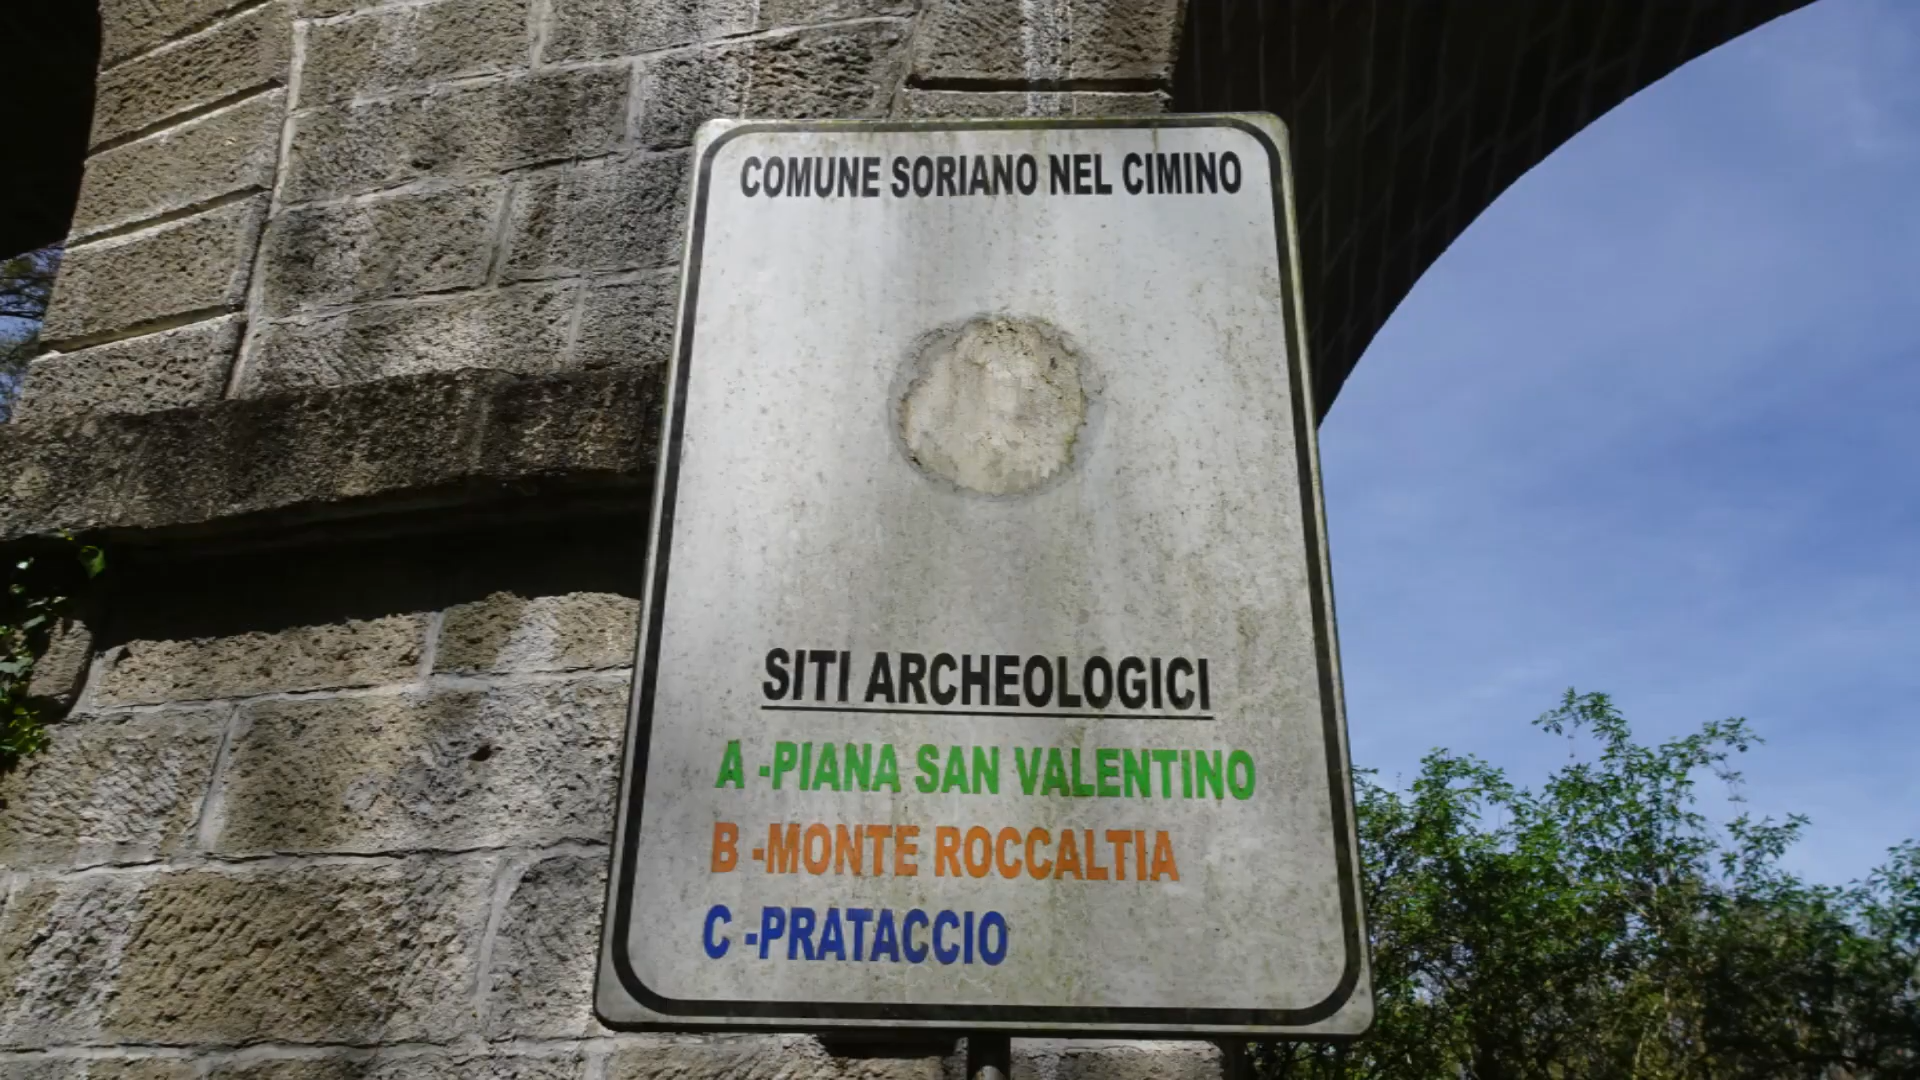 COMUNE SORIANO NEL CIMINO
SITI ARCHEOLOGICI
A -PIANA SAN VALENTINO
B -MONTE ROCCALTIA
C -PRATACCIO